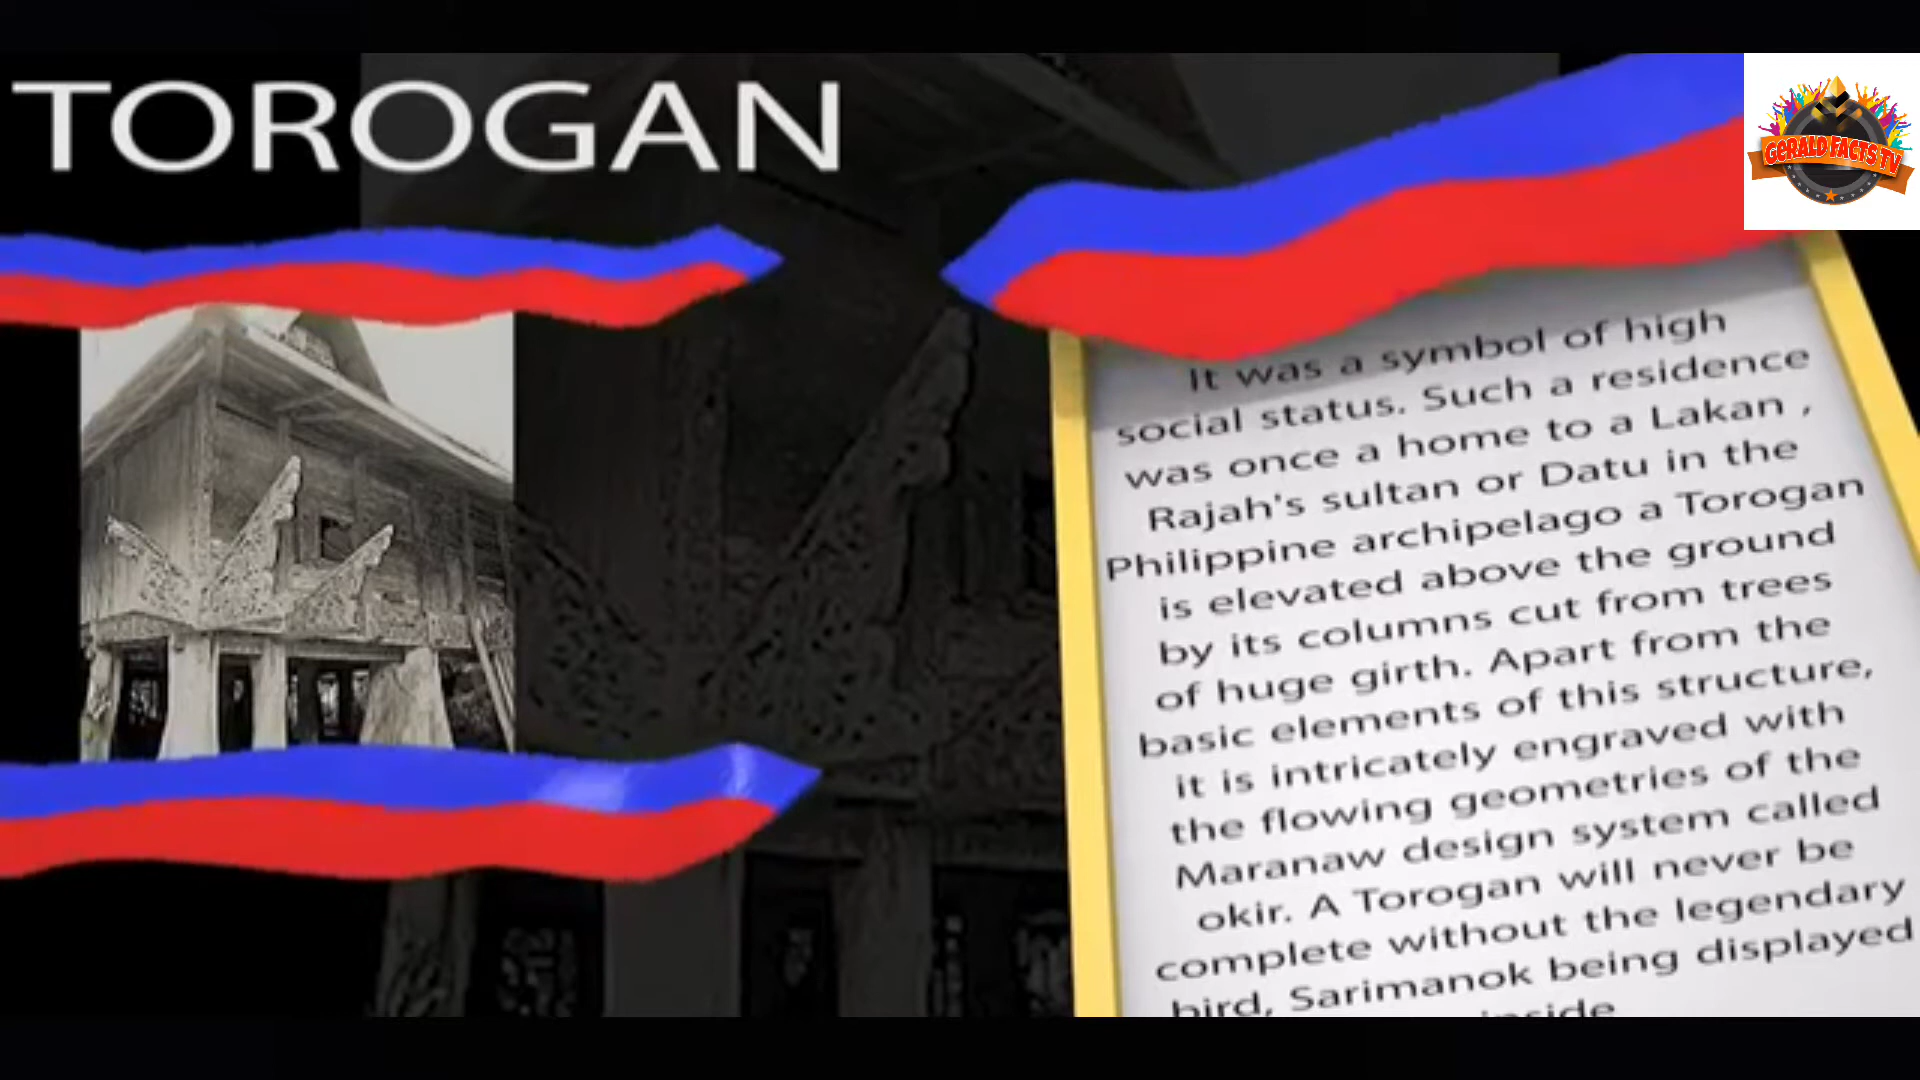 TOROGAN
GERALD FACTS TV
It was a symbol of high
social status. Such a residence
was once a home to a Lakan ,
Rajah's sultan or Datu in the
Philippine archipelago a Torogan
is elevated above the ground
by its columns cut from trees
of huge girth. Apart from the
basic elements of this structure,
it is intricately engraved with
the flowing geometries of the
Maranaw design system called
okir. A Torogan will never be
complete without the legendary
bird, Sarimanok being displayed
inside